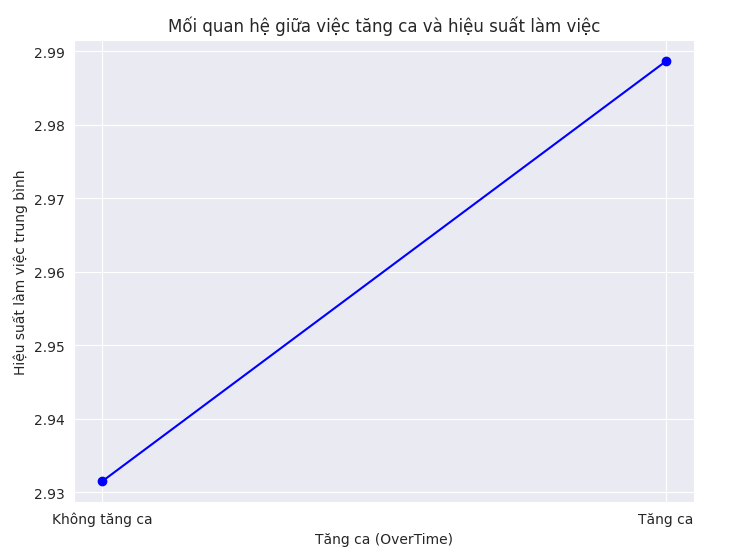 Mối quan hệ giữa việc tăng ca và hiệu suất làm việc
Hiệu suất làm việc trung bình
2.99
2.98
2.97
2.96
2.95
2.94
2.93
Không tăng ca
Tăng ca
Tăng ca (OverTime)